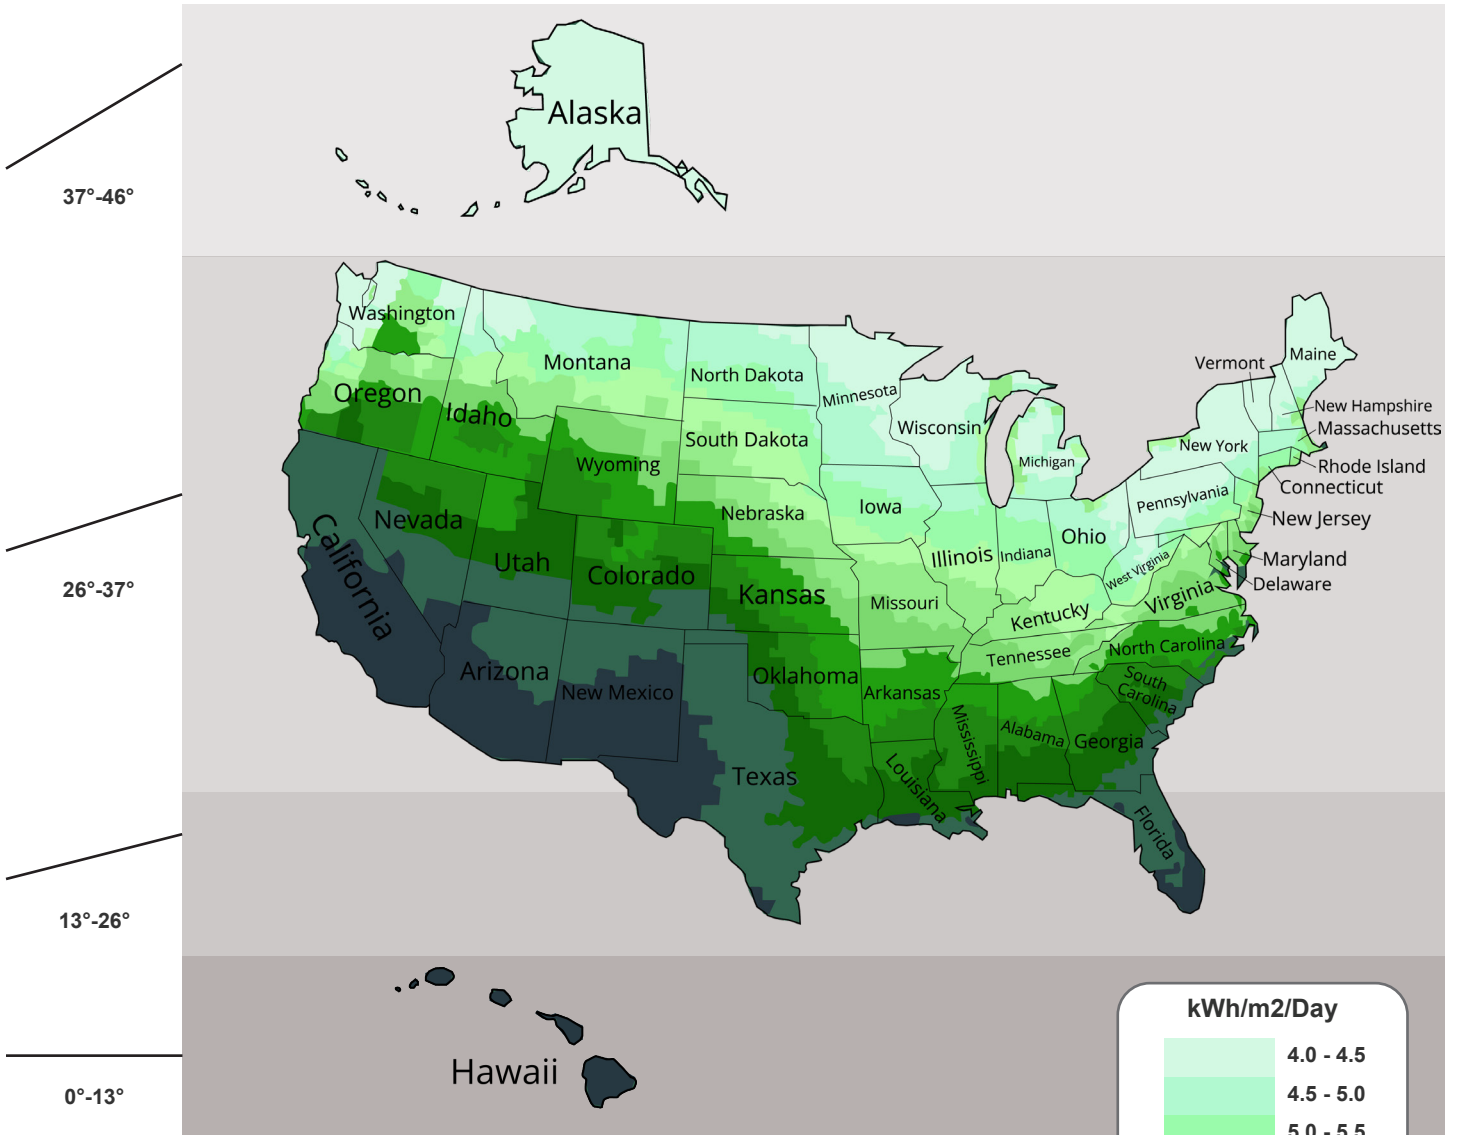 Alaska
37°-46°
Washington
Montana
North Dakota
Minnesota
Vermont
Maine
Oregon
Idaho
South Dakota
Wisconsin
Michigan
New York
New Hampshire
Massachusetts
Rhode Island
Connecticut
Wyoming
Nebraska
Iowa
Pennsylvania
New Jersey
Nevada
Utah
Colorado
Kansas
Illinois
Indiana
Ohio
West Virginia
Maryland
Delaware
26°-37°
California
Missouri
Kentucky
Virginia
Arizona
New Mexico
Oklahoma
Arkansas
Tennessee
North Carolina
South
Carolina
Texas
Louisiana
Mississippi
Alabama
Georgia
Florida
13°-26°
Hawaii
0°-13°
kWh/m2/Day
4.0 - 4.5
4.5 - 5.0
5.0 - 5.5